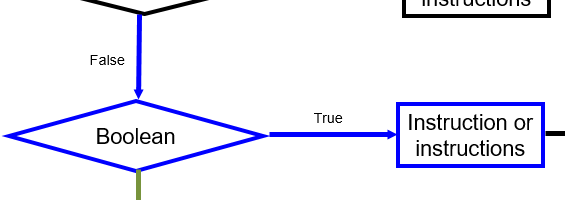 instructions
False
True
Boolean
Instruction or
instructions